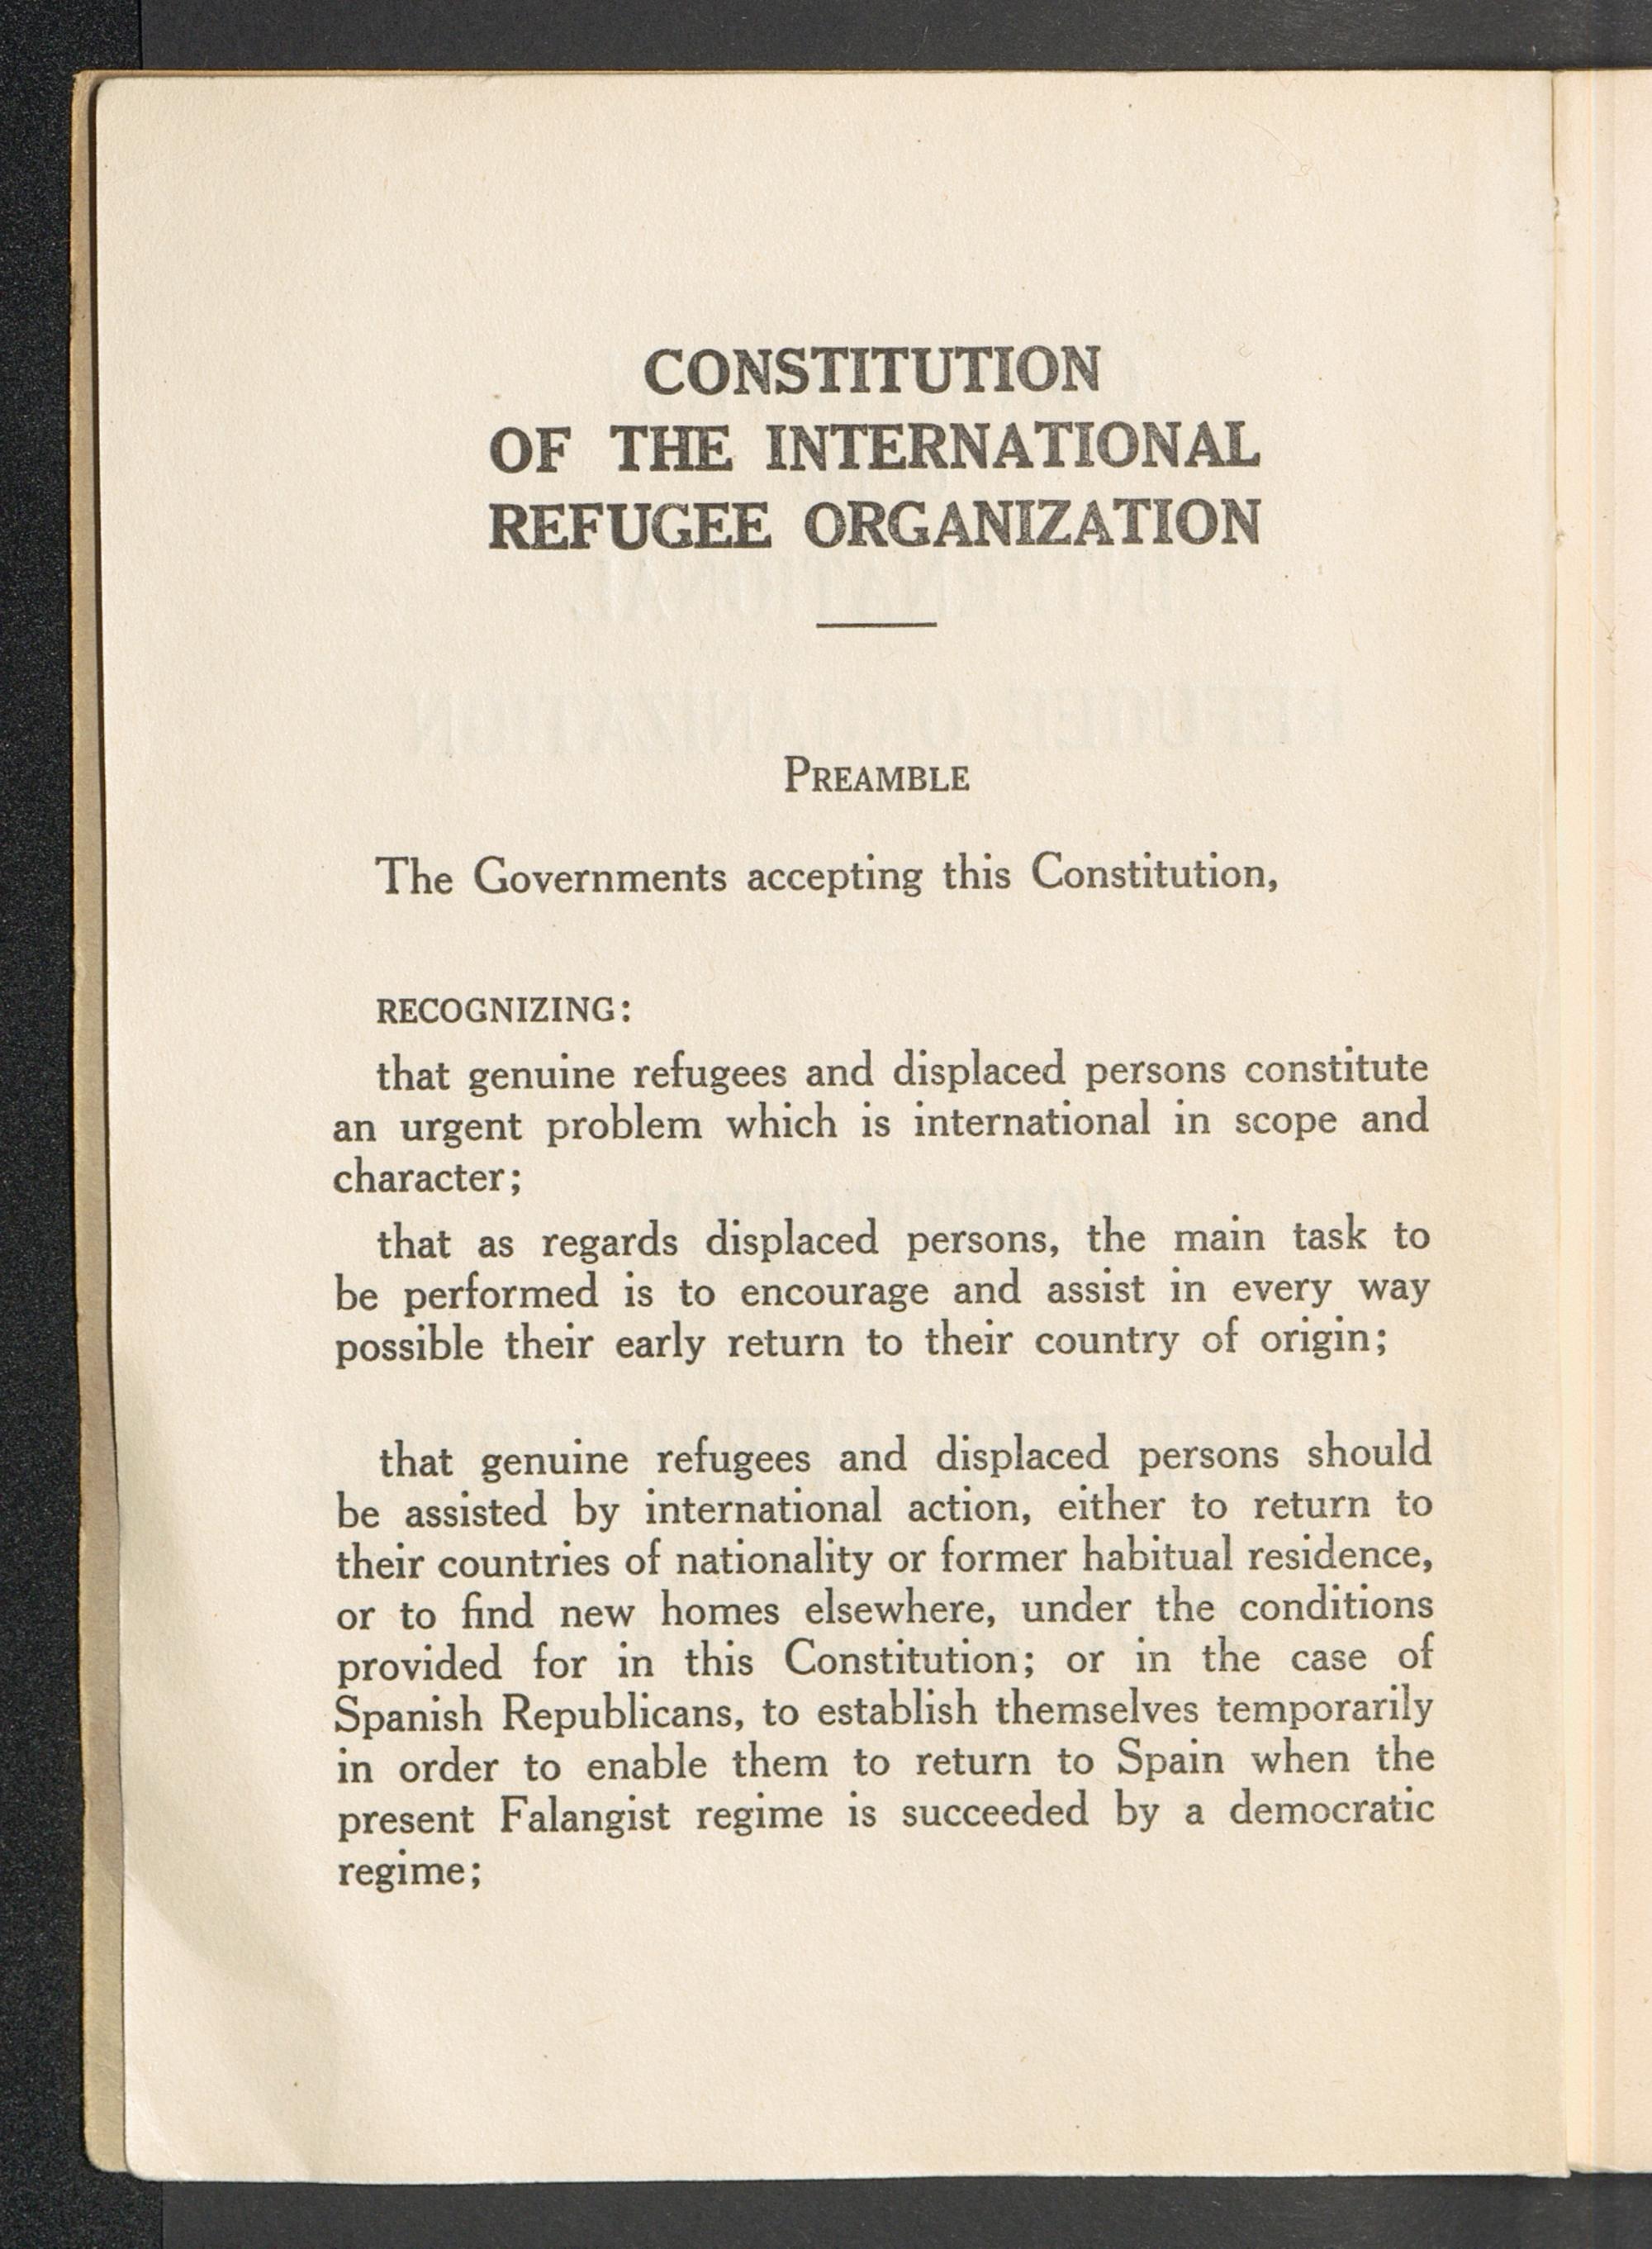 CONSTITUTION
OF THE INTERNATIONAL
REFUGEE ORGANIZATION
PREAMBLE
The Governments accepting this Constitution,
RECOGNIZING:
that genuine refugees and displaced persons constitute
an urgent problem which is international in scope and
character;
that as regards displaced persons, the main task to
be performed is to encourage and assist in every way
possible their early return to their country of origin;
that genuine refugees and displaced persons should
be assisted by international action, either to return to
their countries of nationality or former habitual residence,
or to find new homes elsewhere, under the conditions
provided for in this Constitution; or in the case of
Spanish Republicans, to establish themselves temporarily
in order to enable them to return to Spain when the
present Falangist regime is succeeded by a democratic
regime;